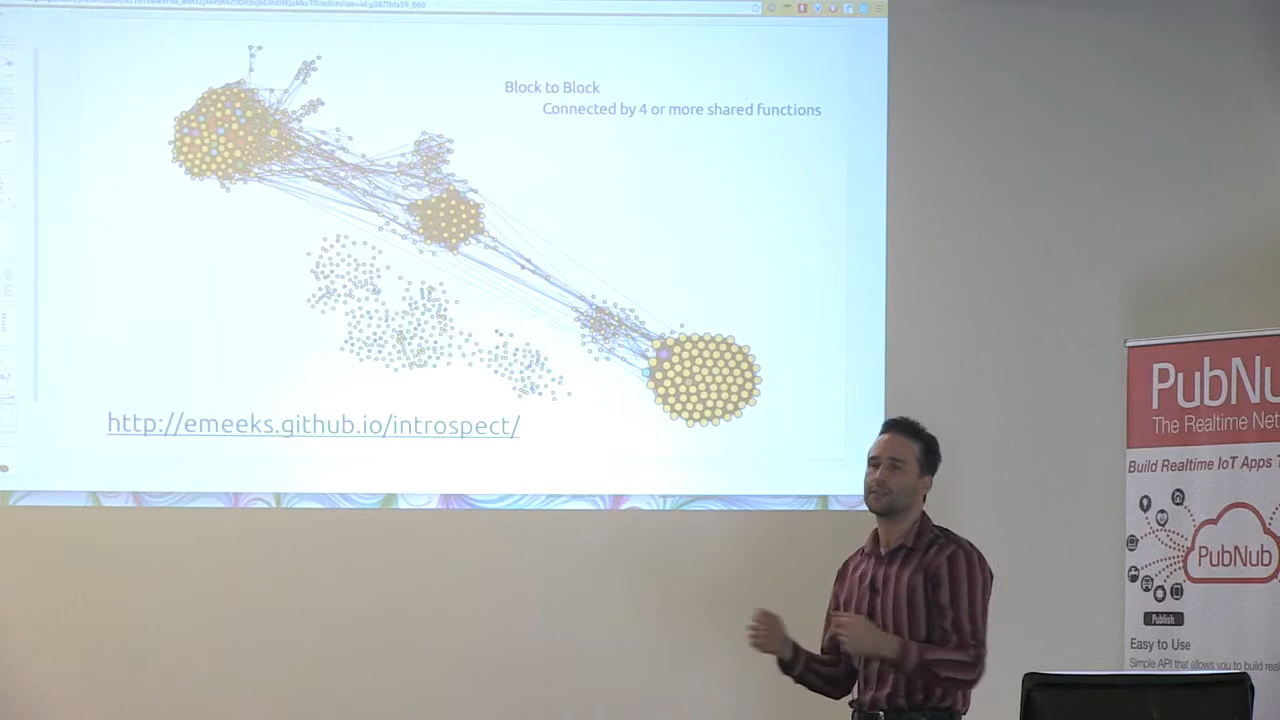 Block to Block
Connected by 4 or more shared functions
http://emeeks.github.io/introspect/
PubNu
The Realtime Net
Build Realtime IoT Apps T
PubNub
Publish
Easy to Use
Simple API that allows you to build real